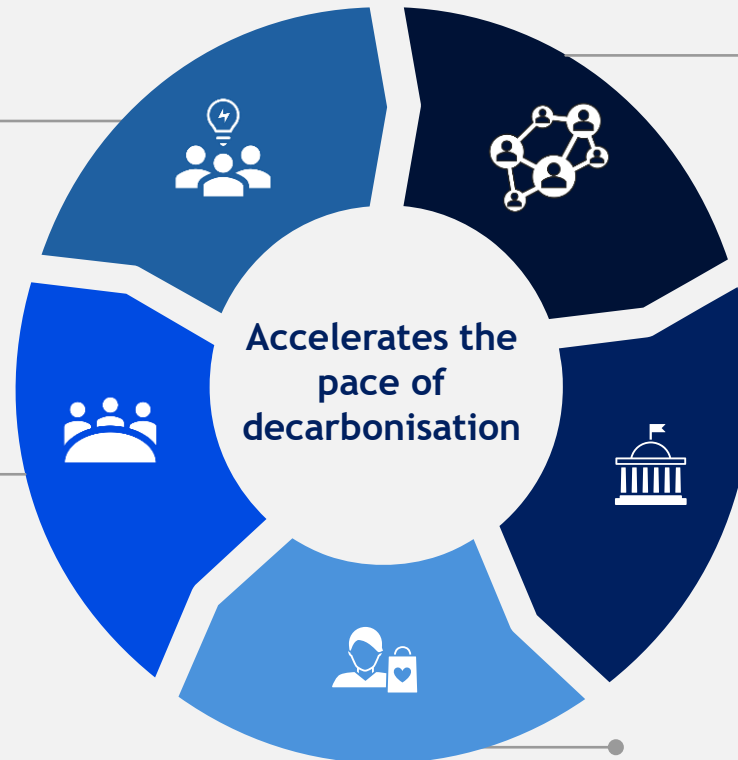 Accelerates the
pace of
decarbonisation